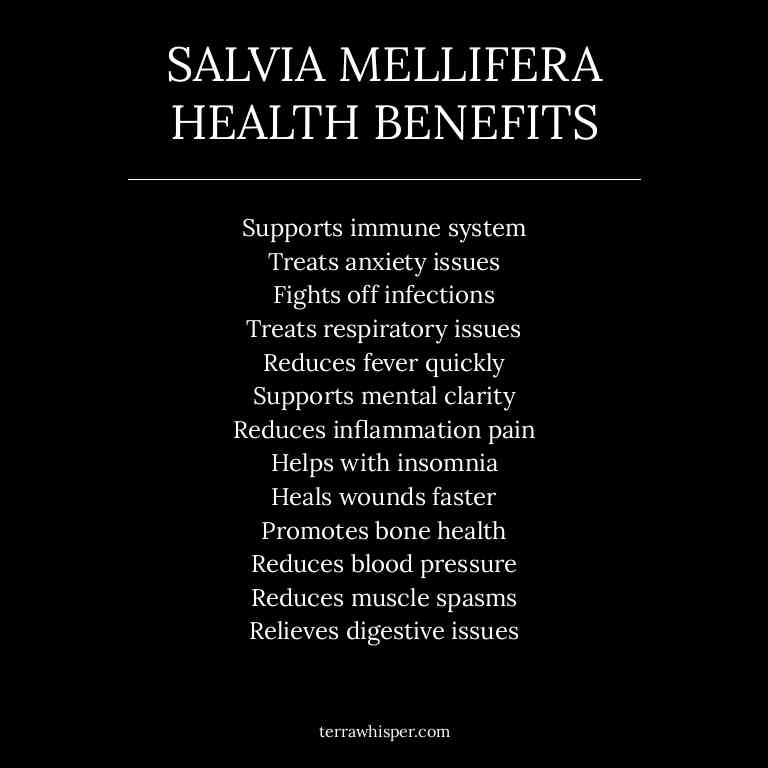 SALVIA MELLIFERA
HEALTH BENEFITS
Supports immune system
Treats anxiety issues
Fights off infections
Treats respiratory issues
Reduces fever quickly
Supports mental clarity
Reduces inflammation pain
Helps with insomnia
Heals wounds faster
Promotes bone health
Reduces blood pressure
Reduces muscle spasms
Relieves digestive issues
terrawhisper.com